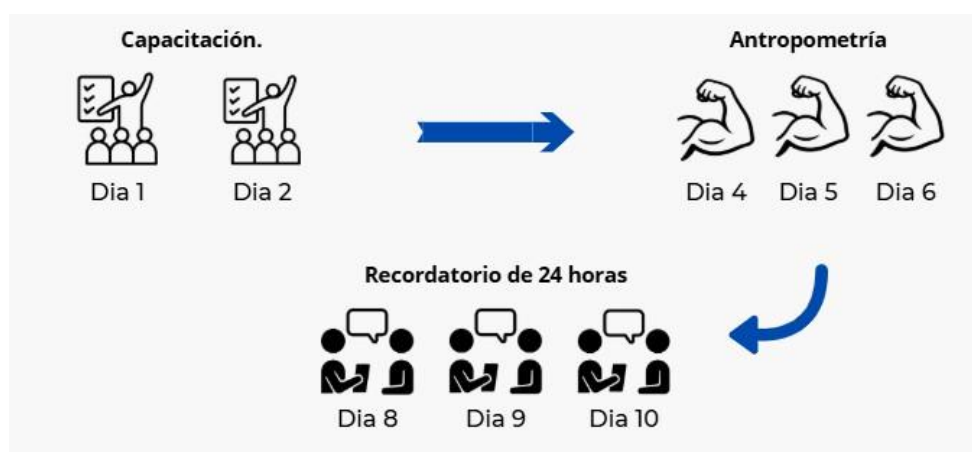 Capacitación.
Antropometría
Dia 1
Dia 2
Dia 4
Dia 5
Dia 6
Recordatorio de 24 horas
Dia 8
Dia 9
Dia 10